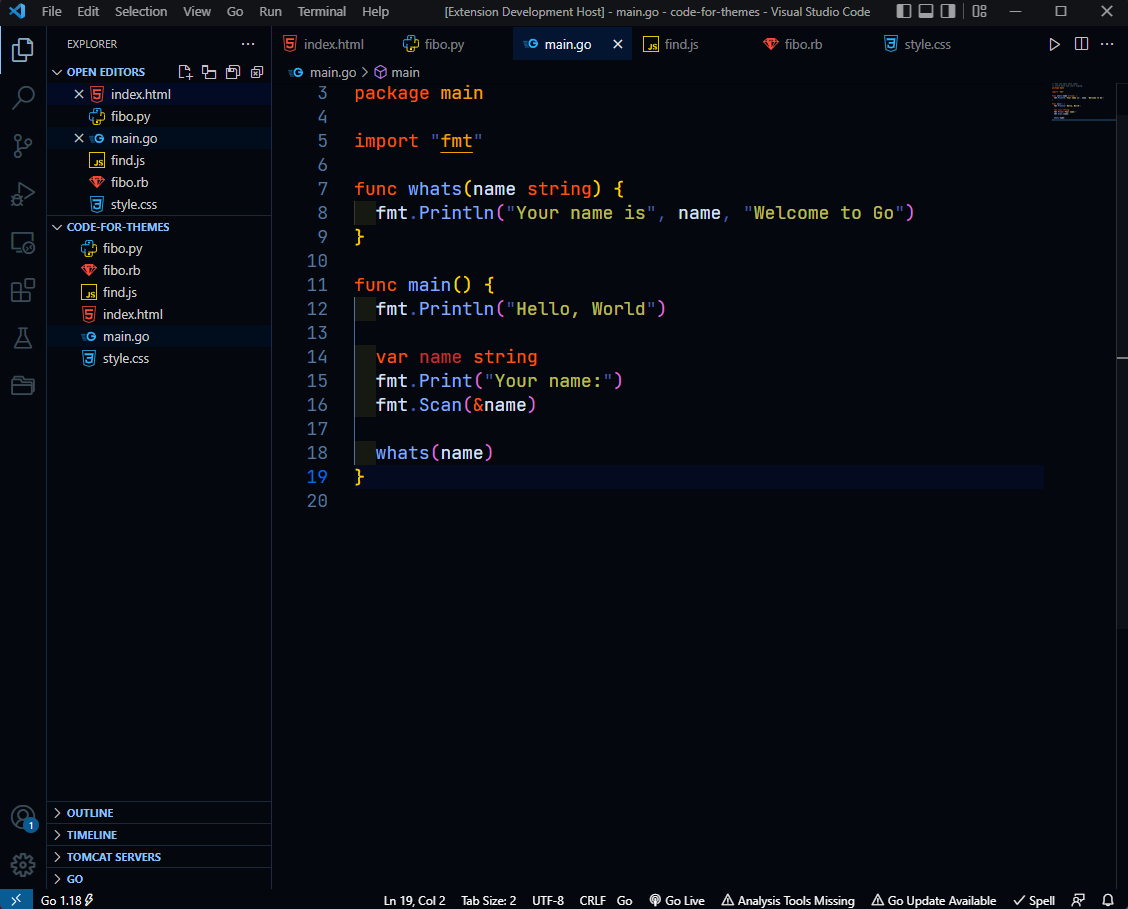 File Edit Selection View Go Run Terminal Help [Extension Development Host] - main.go - code-for-themes - Visual Studio Code
EXPLORER
OPEN EDITORS
index.html
fibo.py
main.go
JS find.js
fibo.rb
style.css
CODE-FOR-THEMES
fibo.py
fibo.rb
JS find.js
index.html
main.go
style.css
OUTLINE
TIMELINE
TOMCAT SERVERS
GO
1
index.html fibo.py main.go JS find.js fibo.rb style.css
main.go > main
3 package main
4
5 import "fmt"
6
7 func whats(name string) {
8 fmt.Println("Your name is", name, "Welcome to Go")
9 }
10
11 func main() {
12 fmt.Println("Hello, World")
13
14 var name string
15 fmt.Print("Your name:")
16 fmt.Scan(&name)
17
18 whats(name)
19 }
20
Go 1.18 Ln 19, Col 2 Tab Size: 2 UTF-8 CRLF Go Go Live Analysis Tools Missing Go Update Available Spell